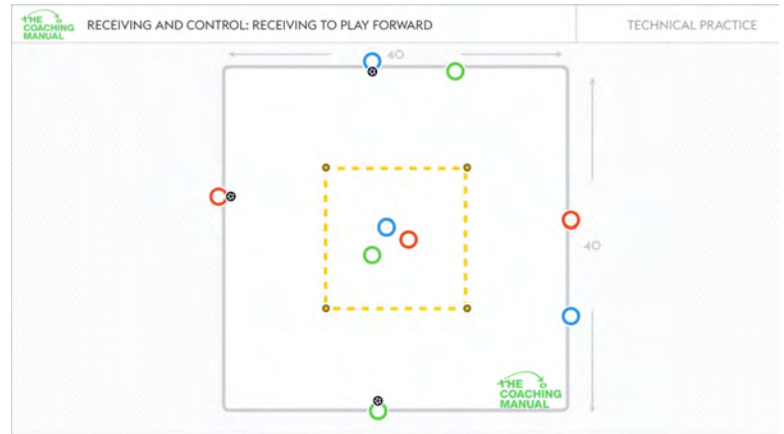 THE
COACHING
MANUAL
RECEIVING AND CONTROL: RECEIVING TO PLAY FORWARD
TECHNICAL PRACTICE
40
40
THE
COACHING
MANUAL